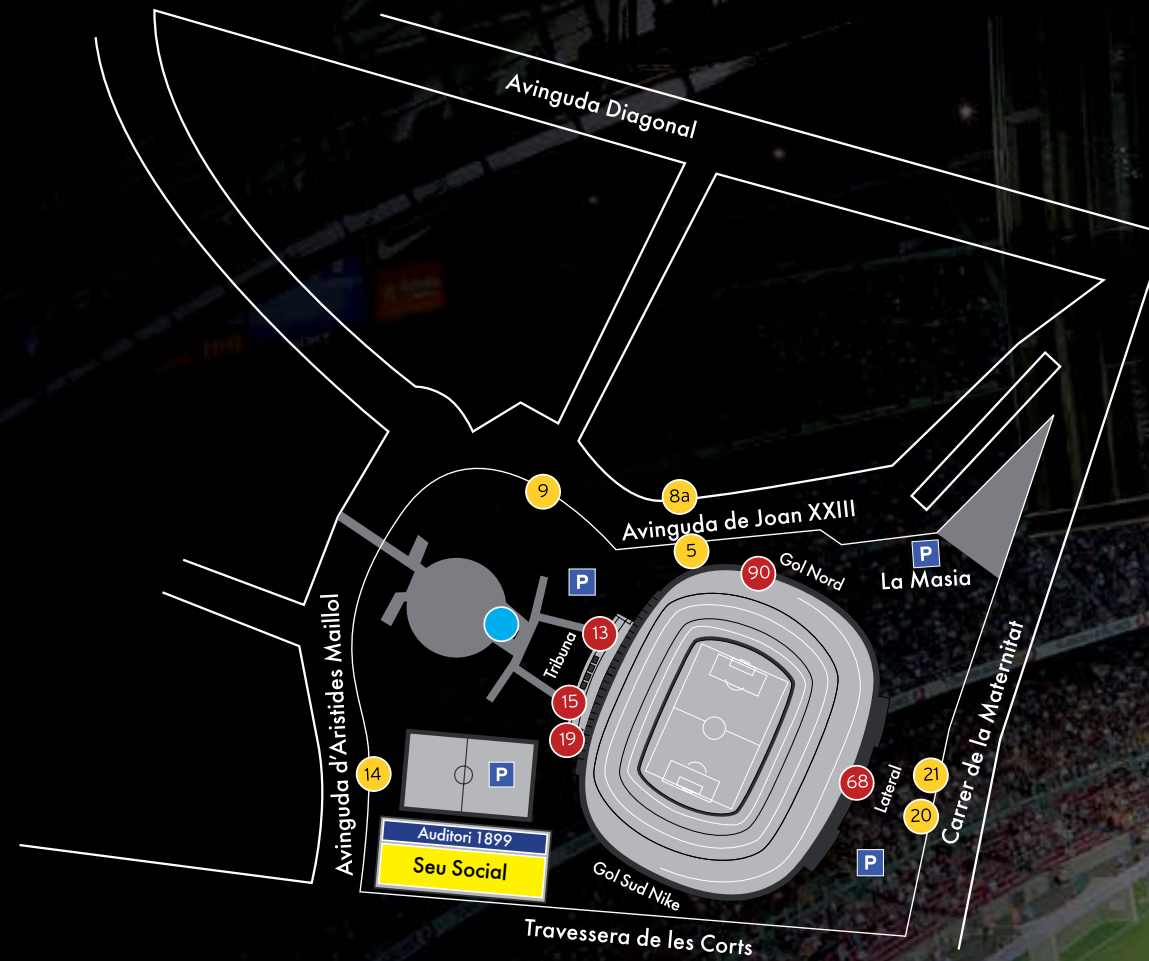 Avinguda Diagonal
9
8a
Avinguda de Joan XXIII
5
90
Gol Nord
P
La Masia
P
13
Tribuna
15
19
Avinguda d'Aristides Maillol
14
P
68
Lateral
21
20
Carrer de la Maternitat
P
Auditori 1899
Seu Social
Gol Sud Nike
Travessera de les Corts